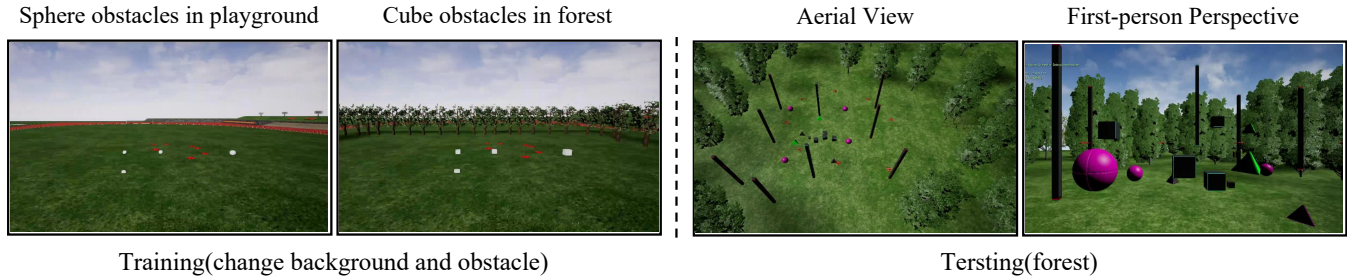 Sphere obstacles in playground
Cube obstacles in forest
Aerial View
First-person Perspective
Training(change background and obstacle)
Tersting(forest)